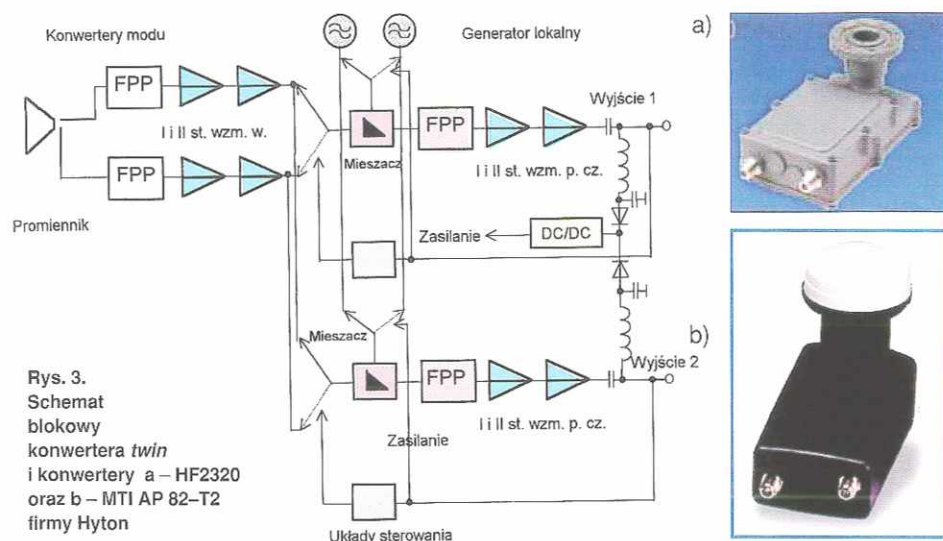 Konwertery modu
Generator lokalny
a)
FPP
I i II st. wzm. w.
Mieszacz
FPP
I i II st. wzm. p. cz.
Wyjście 1
FPP
Promiennik
Zasilanie
DC/DC
Mieszacz
b)
Wyjście 2
FPP
I i II st. wzm. p. cz.
Zasilanie
Układy sterowania
Rys. 3.
Schemat
blokowy
konwertera twin
i konwertery a – HF2320
oraz b – MTI AP 82–T2
firmy Hyton